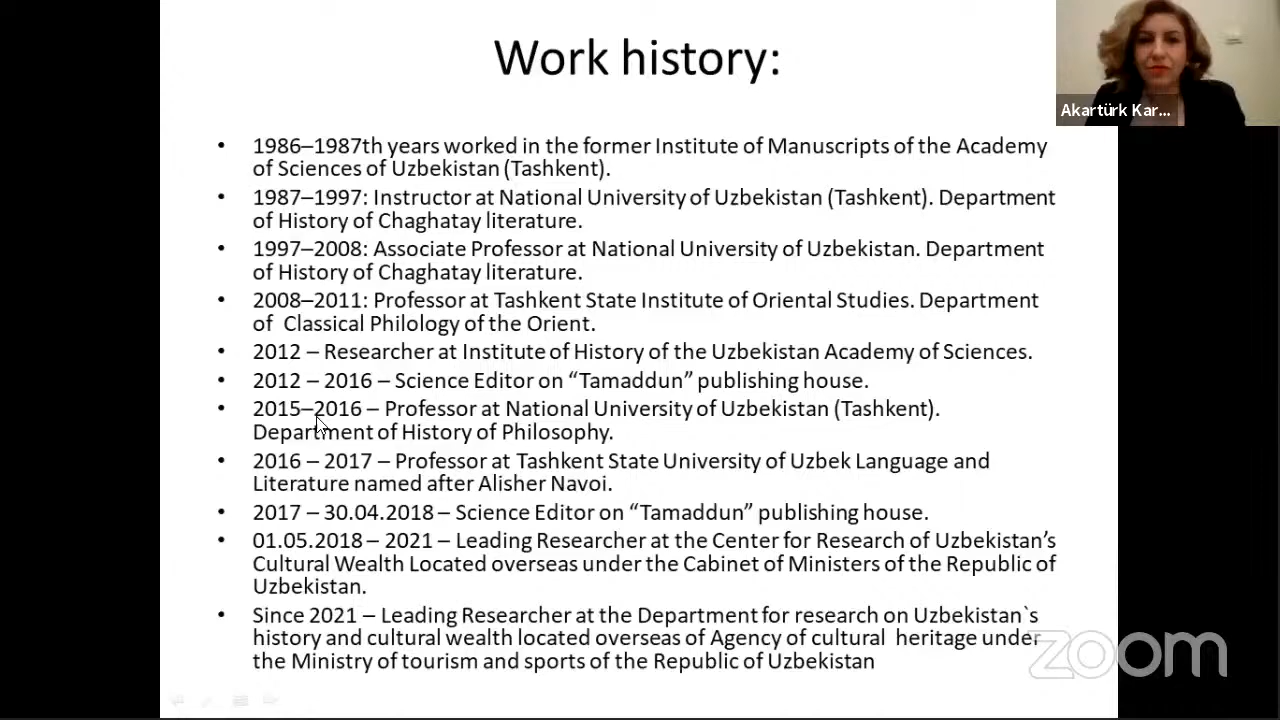 Work history:
Akartürk Kar...
• 1986–1987th years worked in the former Institute of Manuscripts of the Academy
of Sciences of Uzbekistan (Tashkent).
• 1987–1997: Instructor at National University of Uzbekistan (Tashkent). Department
of History of Chaghatay literature.
• 1997–2008: Associate Professor at National University of Uzbekistan. Department
of History of Chaghatay literature.
• 2008–2011: Professor at Tashkent State Institute of Oriental Studies. Department
of Classical Philology of the Orient.
• 2012 – Researcher at Institute of History of the Uzbekistan Academy of Sciences.
• 2012 – 2016 – Science Editor on “Tamaddun” publishing house.
• 2015–2016 – Professor at National University of Uzbekistan (Tashkent).
Department of History of Philosophy.
• 2016 – 2017 – Professor at Tashkent State University of Uzbek Language and
Literature named after Alisher Navoi.
• 2017 – 30.04.2018 – Science Editor on “Tamaddun” publishing house.
• 01.05.2018 – 2021 – Leading Researcher at the Center for Research of Uzbekistan’s
Cultural Wealth Located overseas under the Cabinet of Ministers of the Republic of
Uzbekistan.
• Since 2021 – Leading Researcher at the Department for research on Uzbekistan`s
history and cultural wealth located overseas of Agency of cultural heritage under
the Ministry of tourism and sports of the Republic of Uzbekistan
zoom